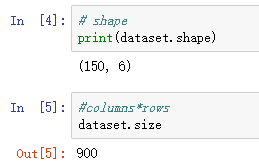 In [4]: # shape
print(dataset.shape)
(150, 6)
In [5]: #columns*rows
dataset.size
Out[5]: 900